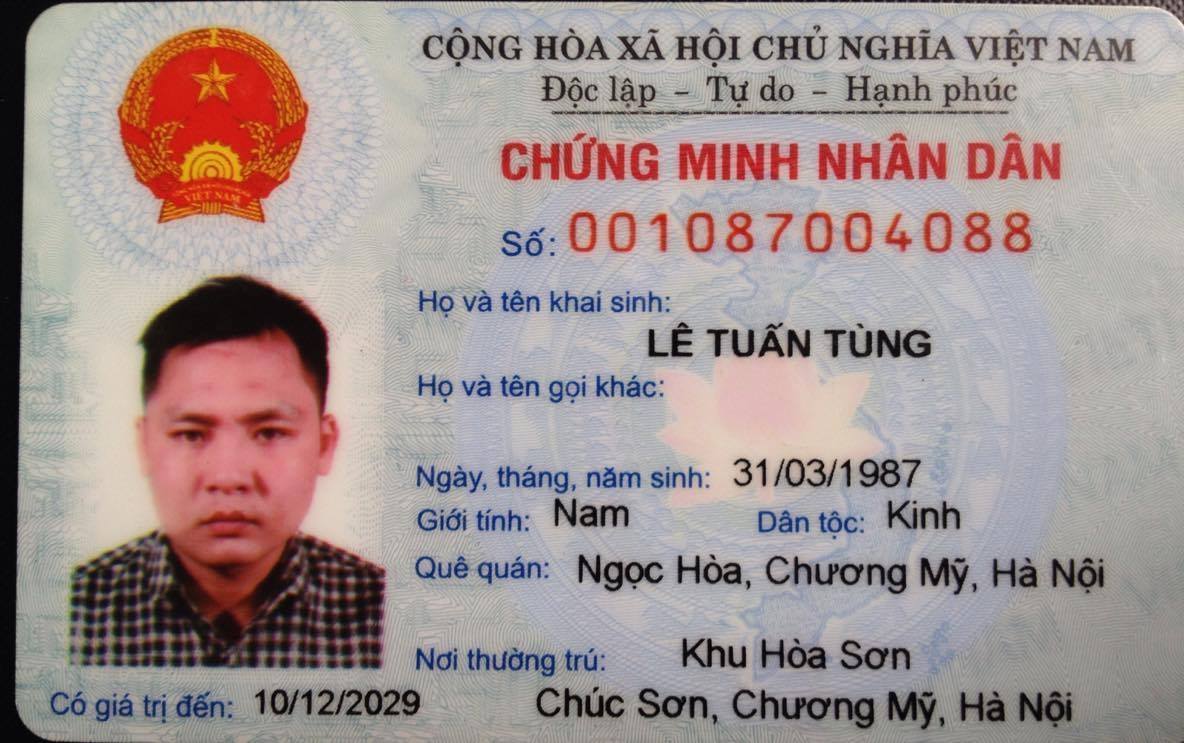 CỘNG HÒA XÃ HỘI CHỦ NGHĨA VIỆT NAM
Độc lập - Tự do - Hạnh phúc
CHỨNG MINH NHÂN DÂN
Số: 001087004088
Họ và tên khai sinh:
LÊ TUẤN TÙNG
Họ và tên gọi khác:
Ngày, tháng, năm sinh: 31/03/1987
Giới tính: Nam Dân tộc: Kinh
Quê quán: Ngọc Hòa, Chương Mỹ, Hà Nội
Nơi thường trú: Khu Hòa Sơn
Chúc Sơn, Chương Mỹ, Hà Nội
Có giá trị đến: 10/12/2029
VIỆT NAM